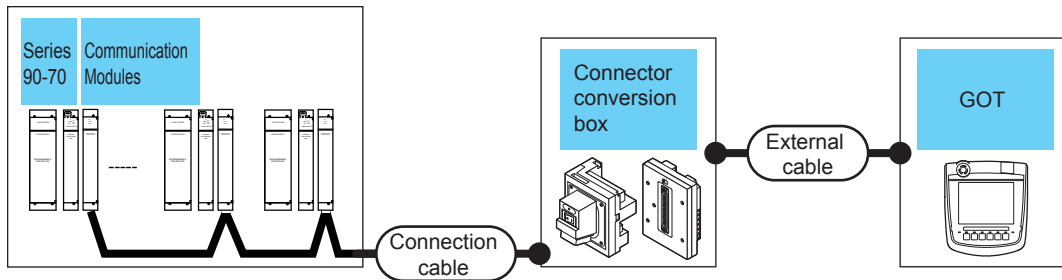 Series
90-70
Communication
Modules
Connection
cable
Connector
conversion
box
External
cable
GOT